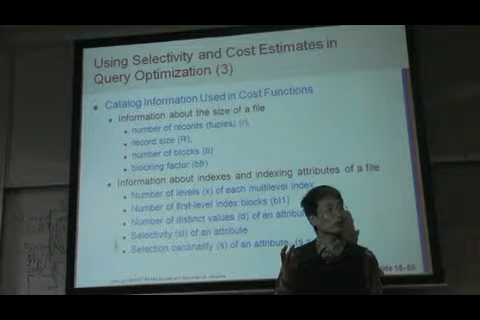 Using Selectivity and Cost Estimates in
Query Optimization (3)
Catalog Information Used in Cost Functions
Information about the size of a file
number of records (tuples) (r),
record size (R),
number of blocks (b)
blocking factor (bfr)
Information about indexes and indexing attributes of a file
Number of levels (x) of each multilevel index
Number of first-level index blocks (bI1)
Number of distinct values (d) of an attribu
Selectivity (sl) of an attribute
Selection cardinality (s) of an attribute. (s